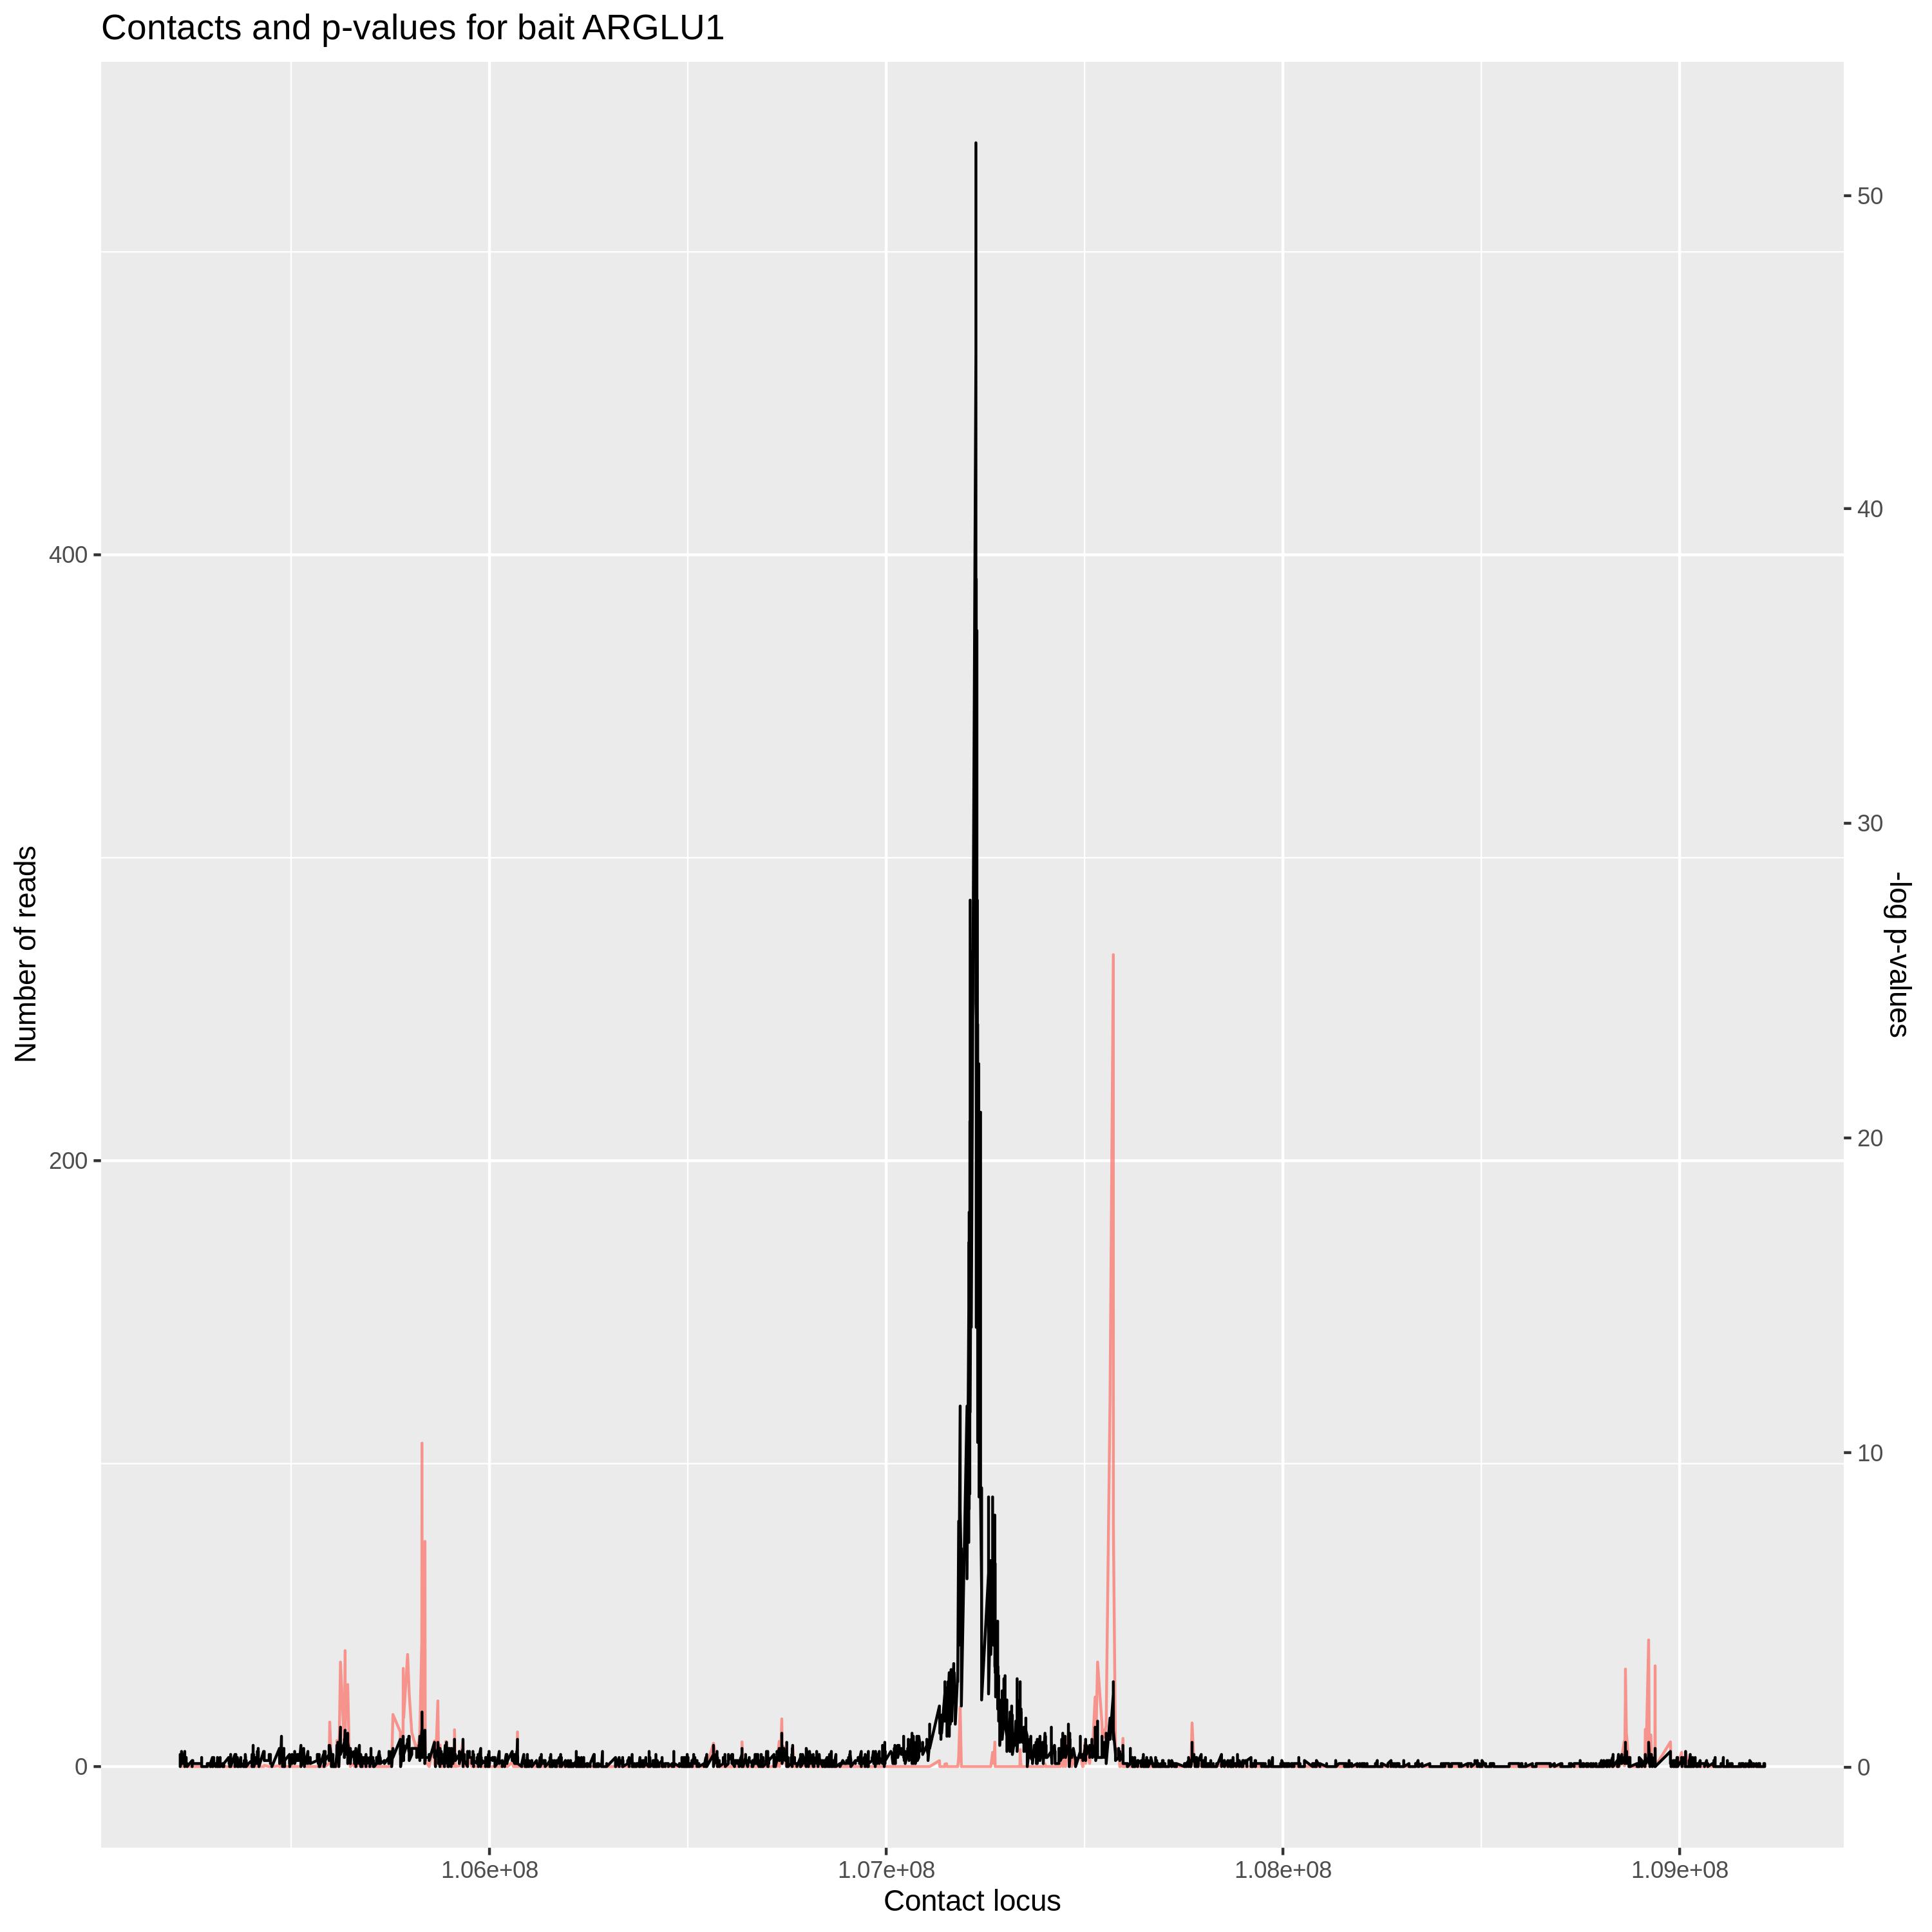 Contacts and p-values for bait ARGLU1
Number of reads
400
200
0
50
40
30
20
10
0
-log p-values
1.06e+08
1.07e+08
1.08e+08
1.09e+08
Contact locus